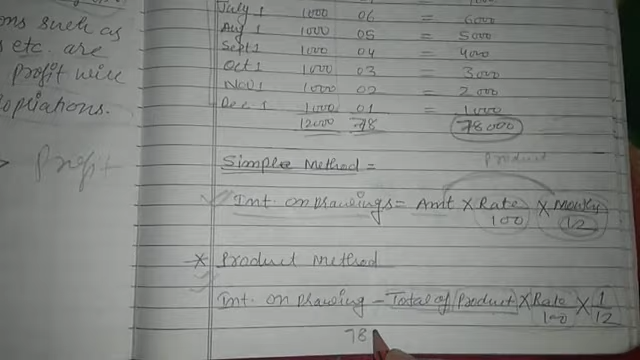 ons such as
s etc. are
profit will
opliations.
Profit
July 1 1000 06 = 6000
Aug 1 1000 05 = 5000
Sept 1 1000 04 = 4000
Oct 1 1000 03 = 3000
Nov 1 1000 02 = 2000
Dec. 1 1000 01 = 1000
12000 78 78000
Simple Method =
Product
Int. on Drawings = Amt × Rate/100 × Months/12
* Product Method
Int. on Drawing = Total of Product × Rate/100 × 1/12
78